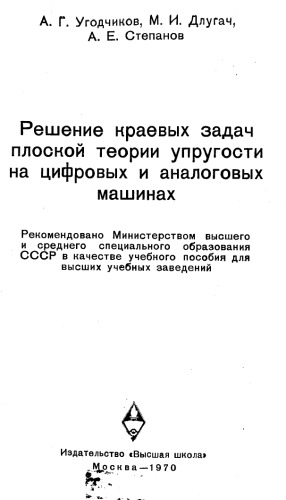 А. Г. Угодчиков, М. И. Длугач,
А. Е. Степанов
Решение краевых задач
плоской теории упругости
на цифровых и аналоговых
машинах
Рекомендовано Министерством высшего
и среднего специального образования
СССР в качестве учебного пособия для
высших учебных заведений
Издательство «Высшая школа»
Москва—1970